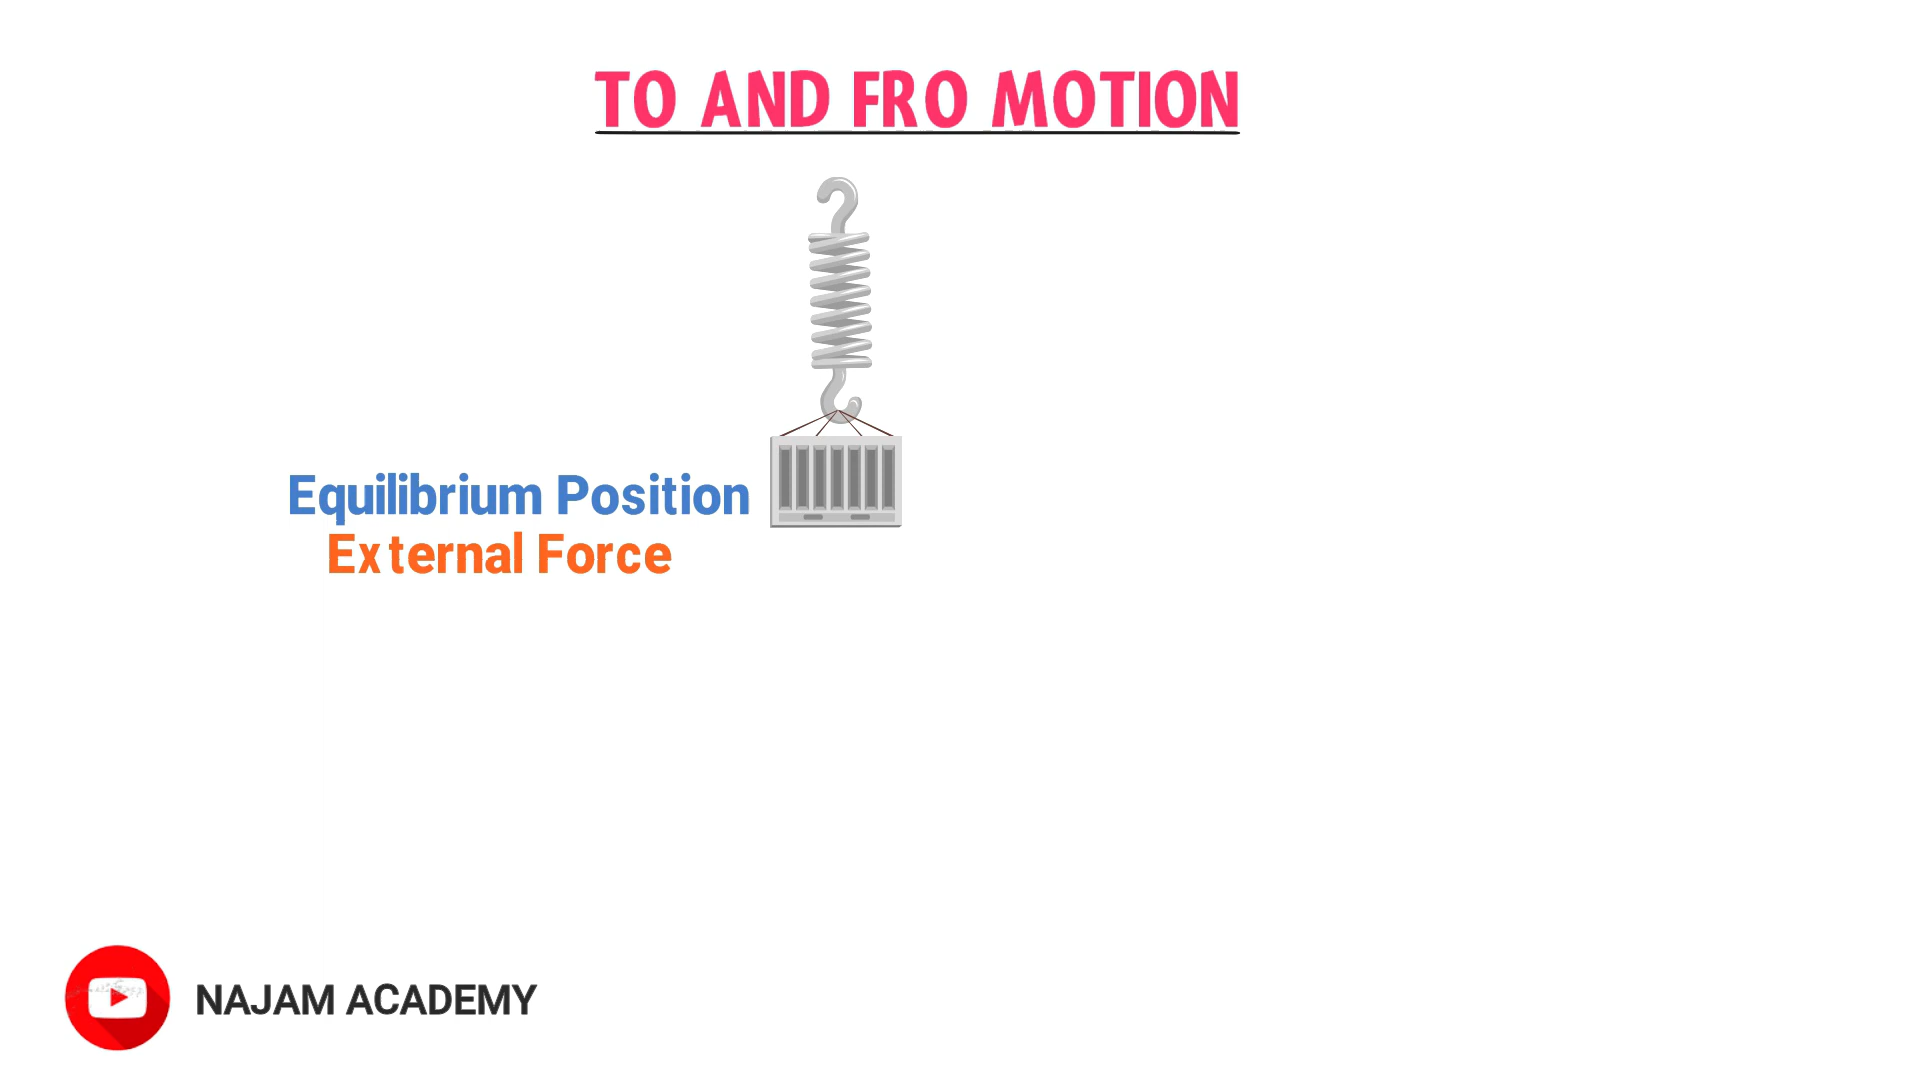 TO AND FRO MOTION
Equilibrium Position
External Force
NAJAM ACADEMY